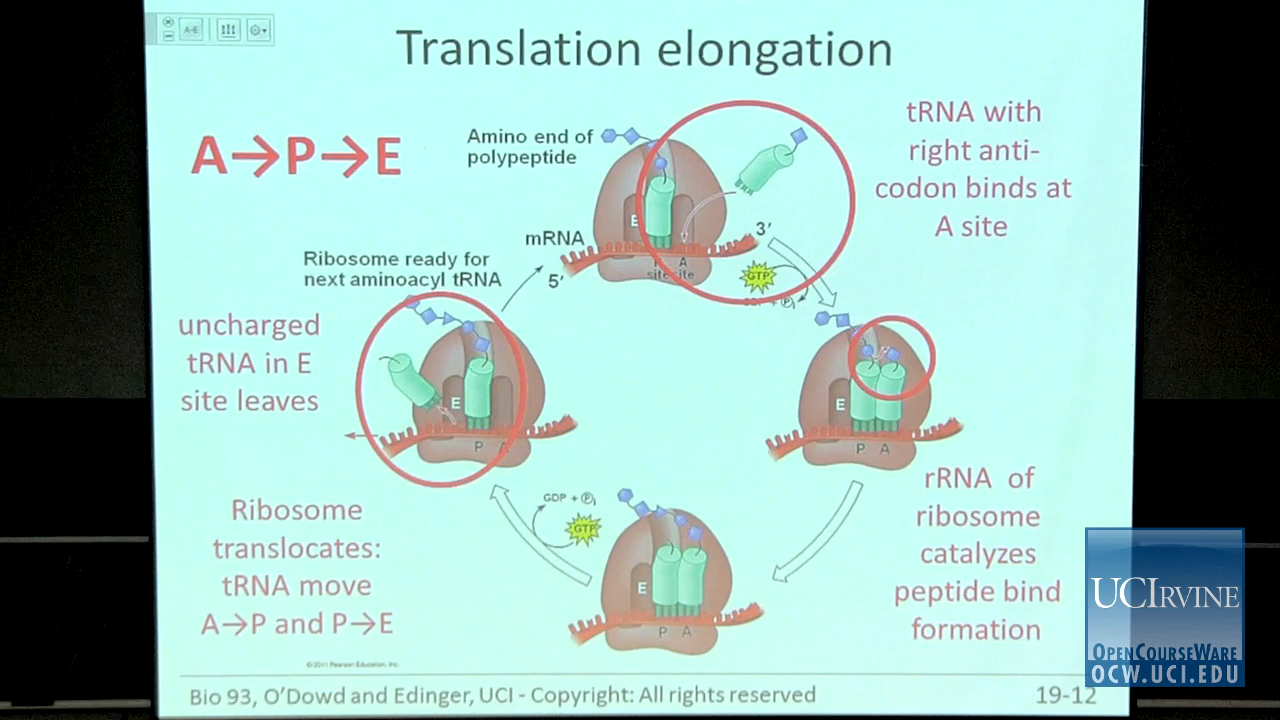 A-E
Translation elongation
A→P→E
Amino end of
polypeptide
tRNA with
right anti-
codon binds at
A site
E
mRNA
3′
5′
A
site site
GTP
Ribosome ready for
next aminoacyl tRNA
uncharged
tRNA in E
site leaves
E
P A
E
P A
rRNA of
ribosome
catalyzes
peptide bind
formation
Ribosome
translocates:
tRNA move
A→P and P→E
GDP + Pi
GTP
E
P A
©2011 Pearson Education, Inc.
Bio 93, O'Dowd and Edinger, UCI - Copyright: All rights reserved
19-12
UCIRVINE
OPENCOURSEWARE
OCW.UCI.EDU